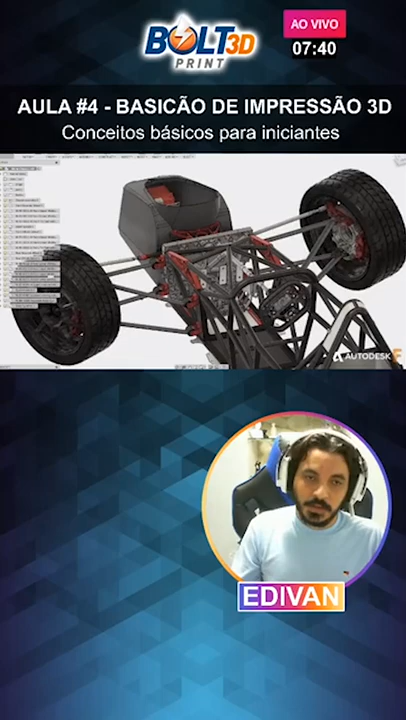 BOLT3D
PRINT
AO VIVO
07:40
AULA #4 - BASICÃO DE IMPRESSÃO 3D
Conceitos básicos para iniciantes
AUTODESK
EDIVAN